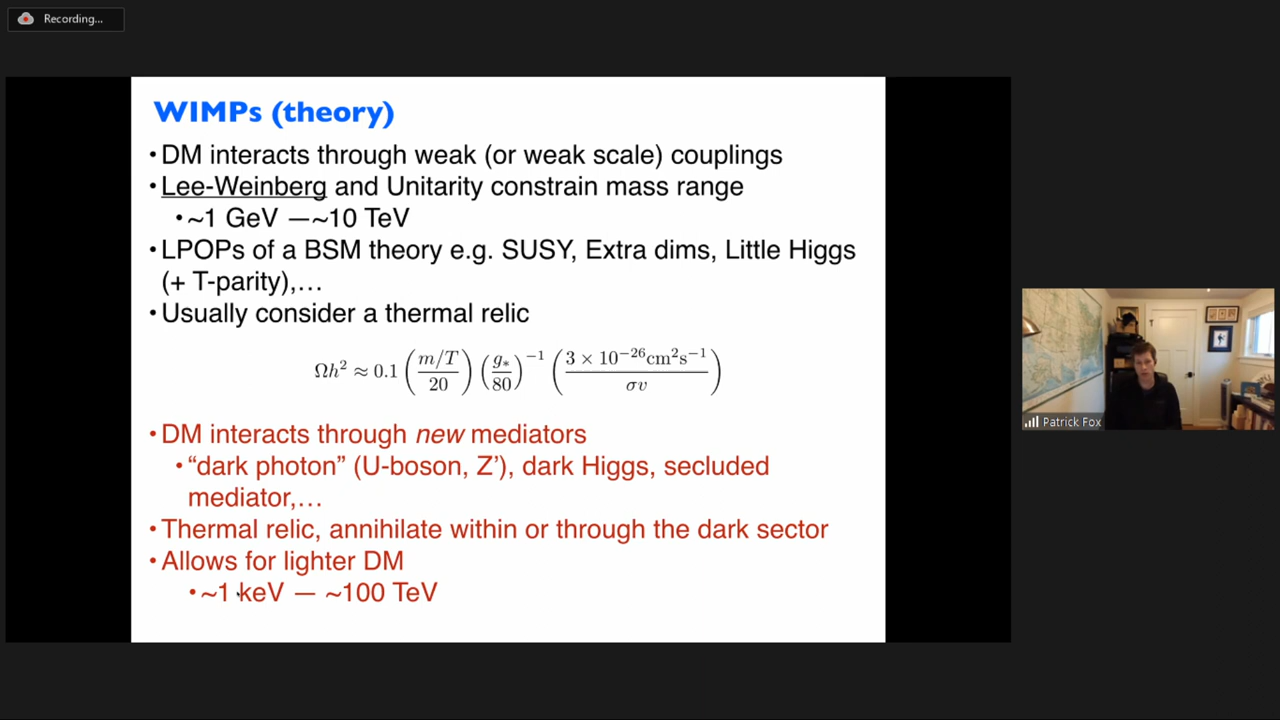 Recording...
WIMPs (theory)
•DM interacts through weak (or weak scale) couplings
•Lee-Weinberg and Unitarity constrain mass range
•~1 GeV —~10 TeV
•LPOPs of a BSM theory e.g. SUSY, Extra dims, Little Higgs
(+ T-parity),…
•Usually consider a thermal relic
Ωh² ≈ 0.1 (m/T / 20) (g* / 80)⁻¹ (3 × 10⁻²⁶cm²s⁻¹ / σv)
•DM interacts through new mediators
•“dark photon” (U-boson, Z’), dark Higgs, secluded
mediator,…
•Thermal relic, annihilate within or through the dark sector
•Allows for lighter DM
•~1 keV — ~100 TeV
Patrick Fox